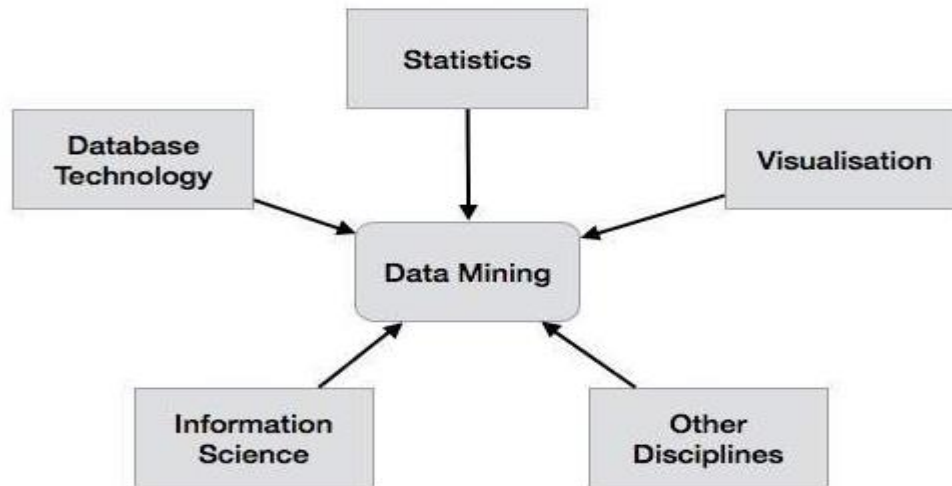 Statistics
Database
Technology
Visualisation
Data Mining
Information
Science
Other
Disciplines